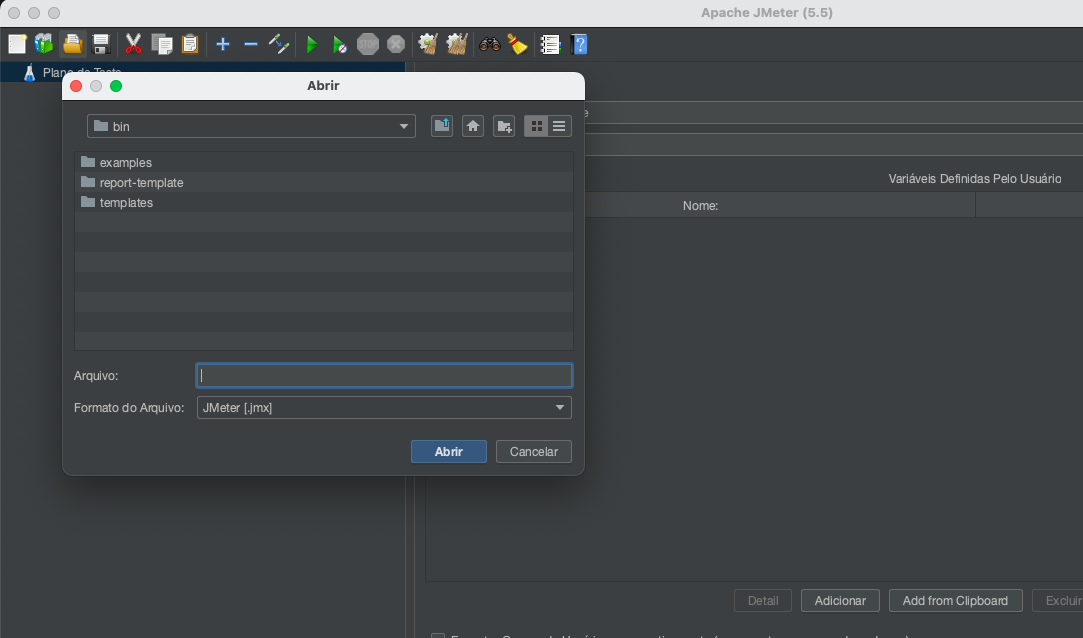 Apache JMeter (5.5)
STOP
Plano de Teste
Abrir
bin
examples
report-template
templates
Arquivo:
Formato do Arquivo: JMeter [.jmx]
Abrir Cancelar
e
Variáveis Definidas Pelo Usuário
Nome:
Detail Adicionar Add from Clipboard Excluir